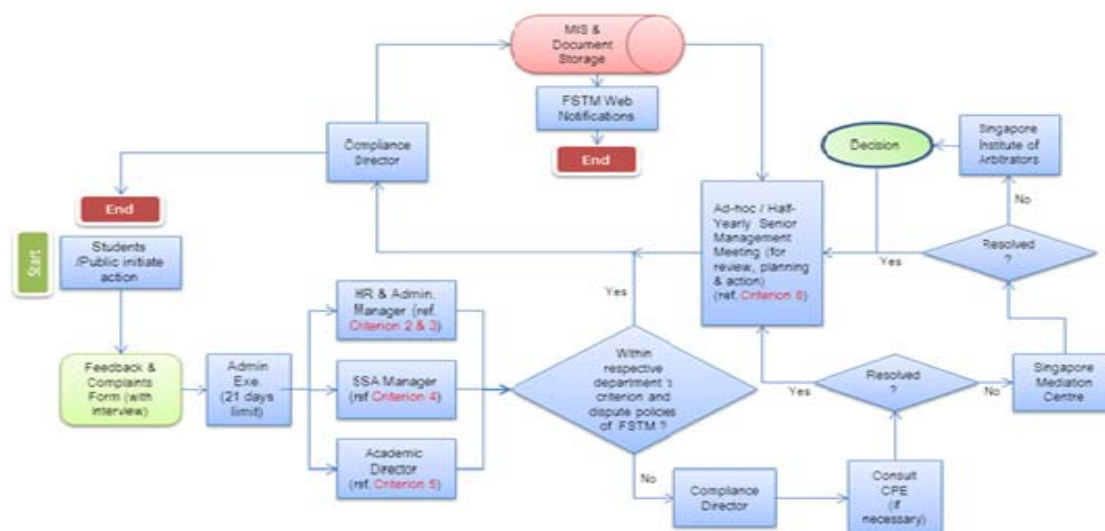 MIS &
Document
Storage
FSTM Web
Notifications
End
Compliance
Director
End
Start
Students
/Public initiate
action
Feedback &
Complaints
Form (with
interview)
Admin
Exe.
(21 days
limit)
HR & Admin.
Manager (ref.
Criterion 2 & 3)
SSA Manager
(ref Criterion 4)
Academic
Director
(ref. Criterion 5)
Yes
Within
respective
department's
criterion and
dispute policies
of FSTM ?
No
Compliance
Director
Consult
CPE
(if
necessary)
Resolved
?
Yes
No
Singapore
Mediation
Centre
Resolved
?
Yes
No
Singapore
Institute of
Arbitrators
Decision
Ad-hoc / Half-
Yearly Senior
Management
Meeting (for
review, planning
& action)
(ref.